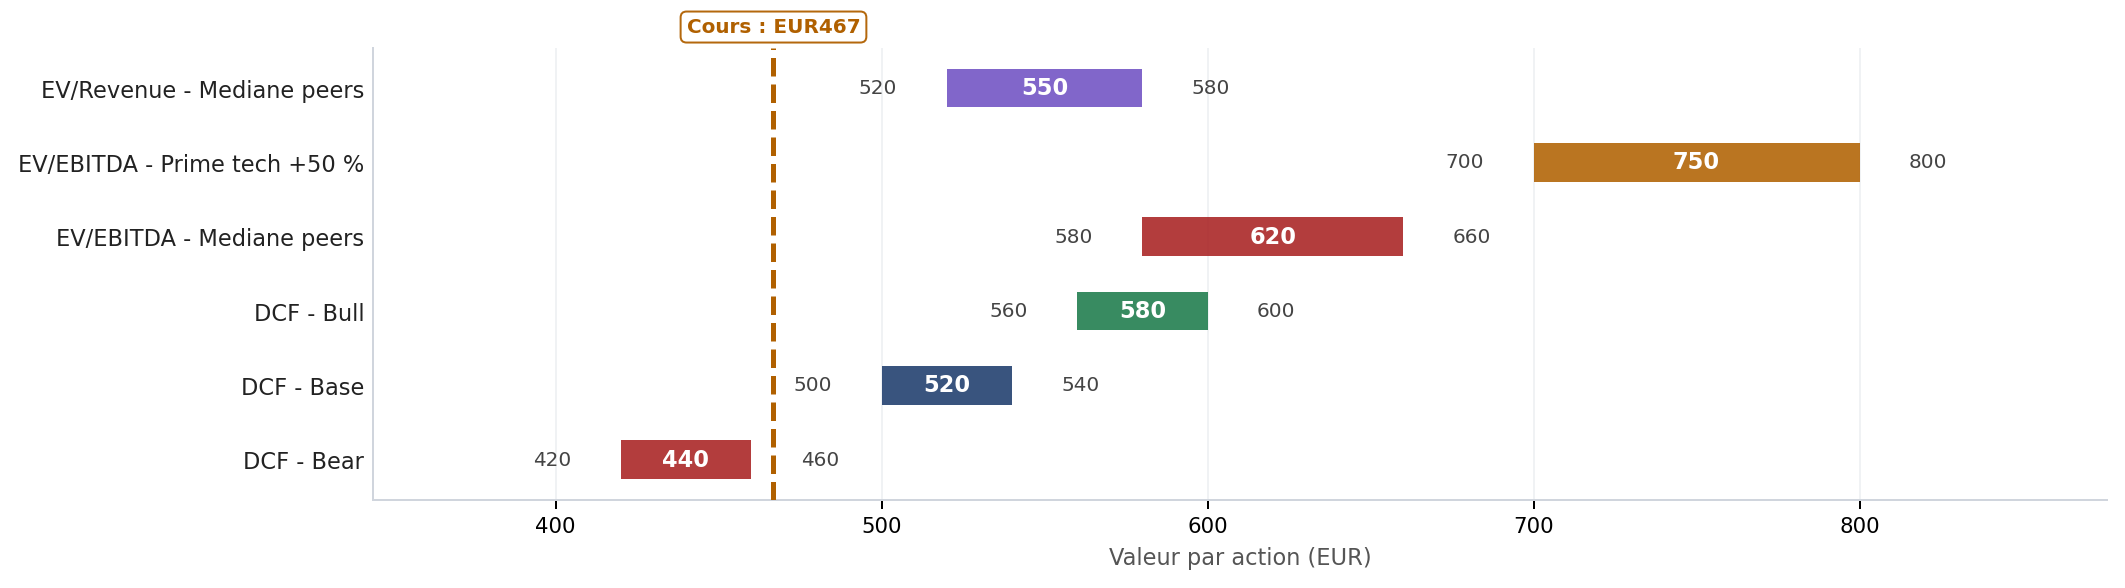 Cours : EUR467
EV/Revenue - Mediane peers 520 550 580
EV/EBITDA - Prime tech +50 % 700 750 800
EV/EBITDA - Mediane peers 580 620 660
DCF - Bull 560 580 600
DCF - Base 500 520 540
DCF - Bear 420 440 460
400 500 600 700 800
Valeur par action (EUR)